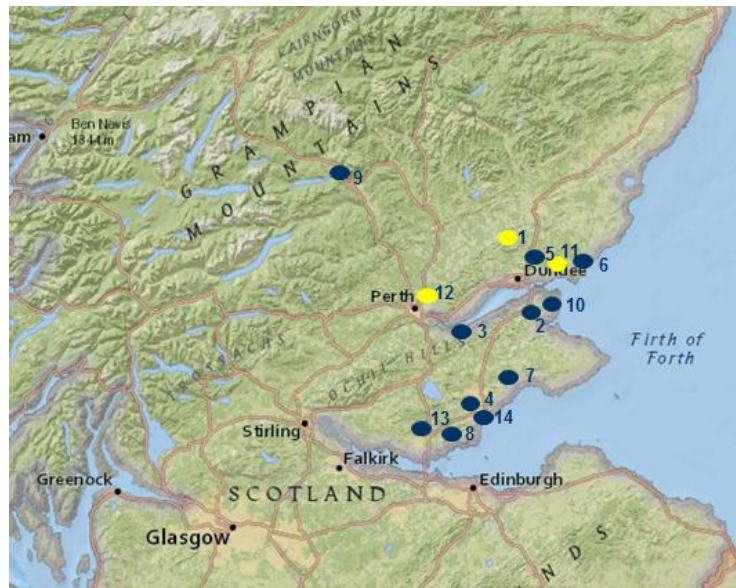 CAIRNGORM
MOUNTAINS
GRAMPIAN
MOUNTAINS
am
Ben Nevis
1344m
9
1
5
11
6
Dundee
12
Perth
3
2
10
Firth of
Forth
TROSSACHS
OCHIL HILLS
7
4
14
13
8
Stirling
Falkirk
Greenock
Edinburgh
SCOTLAND
Glasgow
NDS